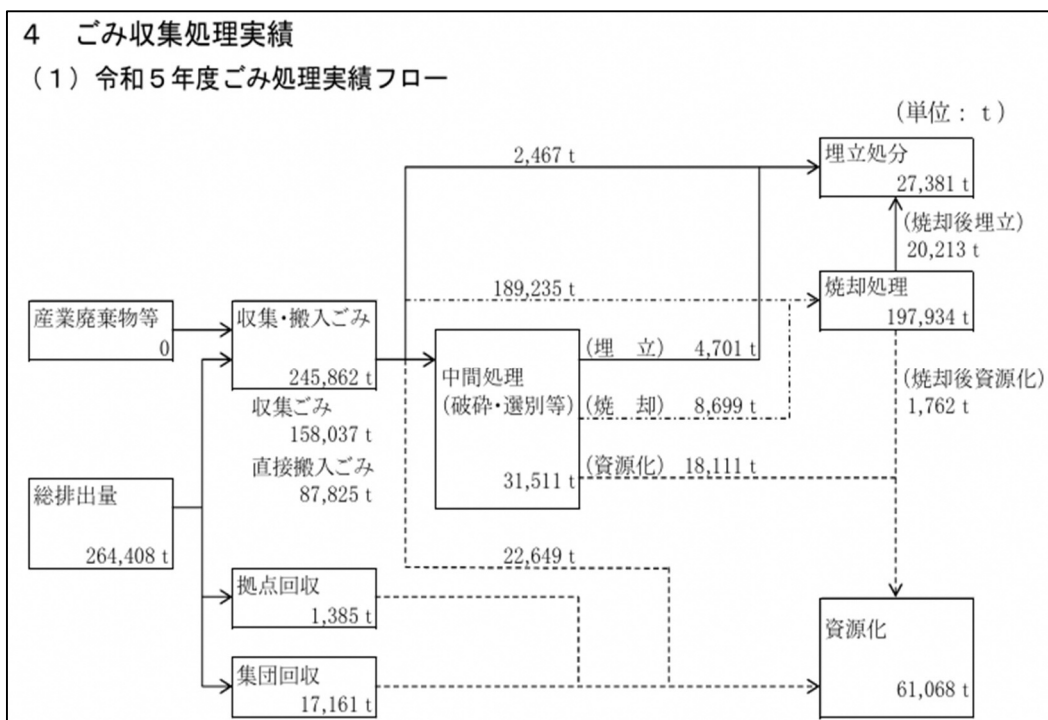 4 ごみ収集処理実績
（1）令和5年度ごみ処理実績フロー
（単位：t）
2,467 t
埋立処分
27,381 t
（焼却後埋立）
20,213 t
189,235 t
焼却処理
197,934 t
産業廃棄物等
0
収集・搬入ごみ
245,862 t
収集ごみ
158,037 t
直接搬入ごみ
87,825 t
中間処理
（破砕・選別等）
31,511 t
（埋 立） 4,701 t
（焼 却） 8,699 t
（資源化） 18,111 t
（焼却後資源化）
1,762 t
総排出量
264,408 t
22,649 t
拠点回収
1,385 t
集団回収
17,161 t
資源化
61,068 t